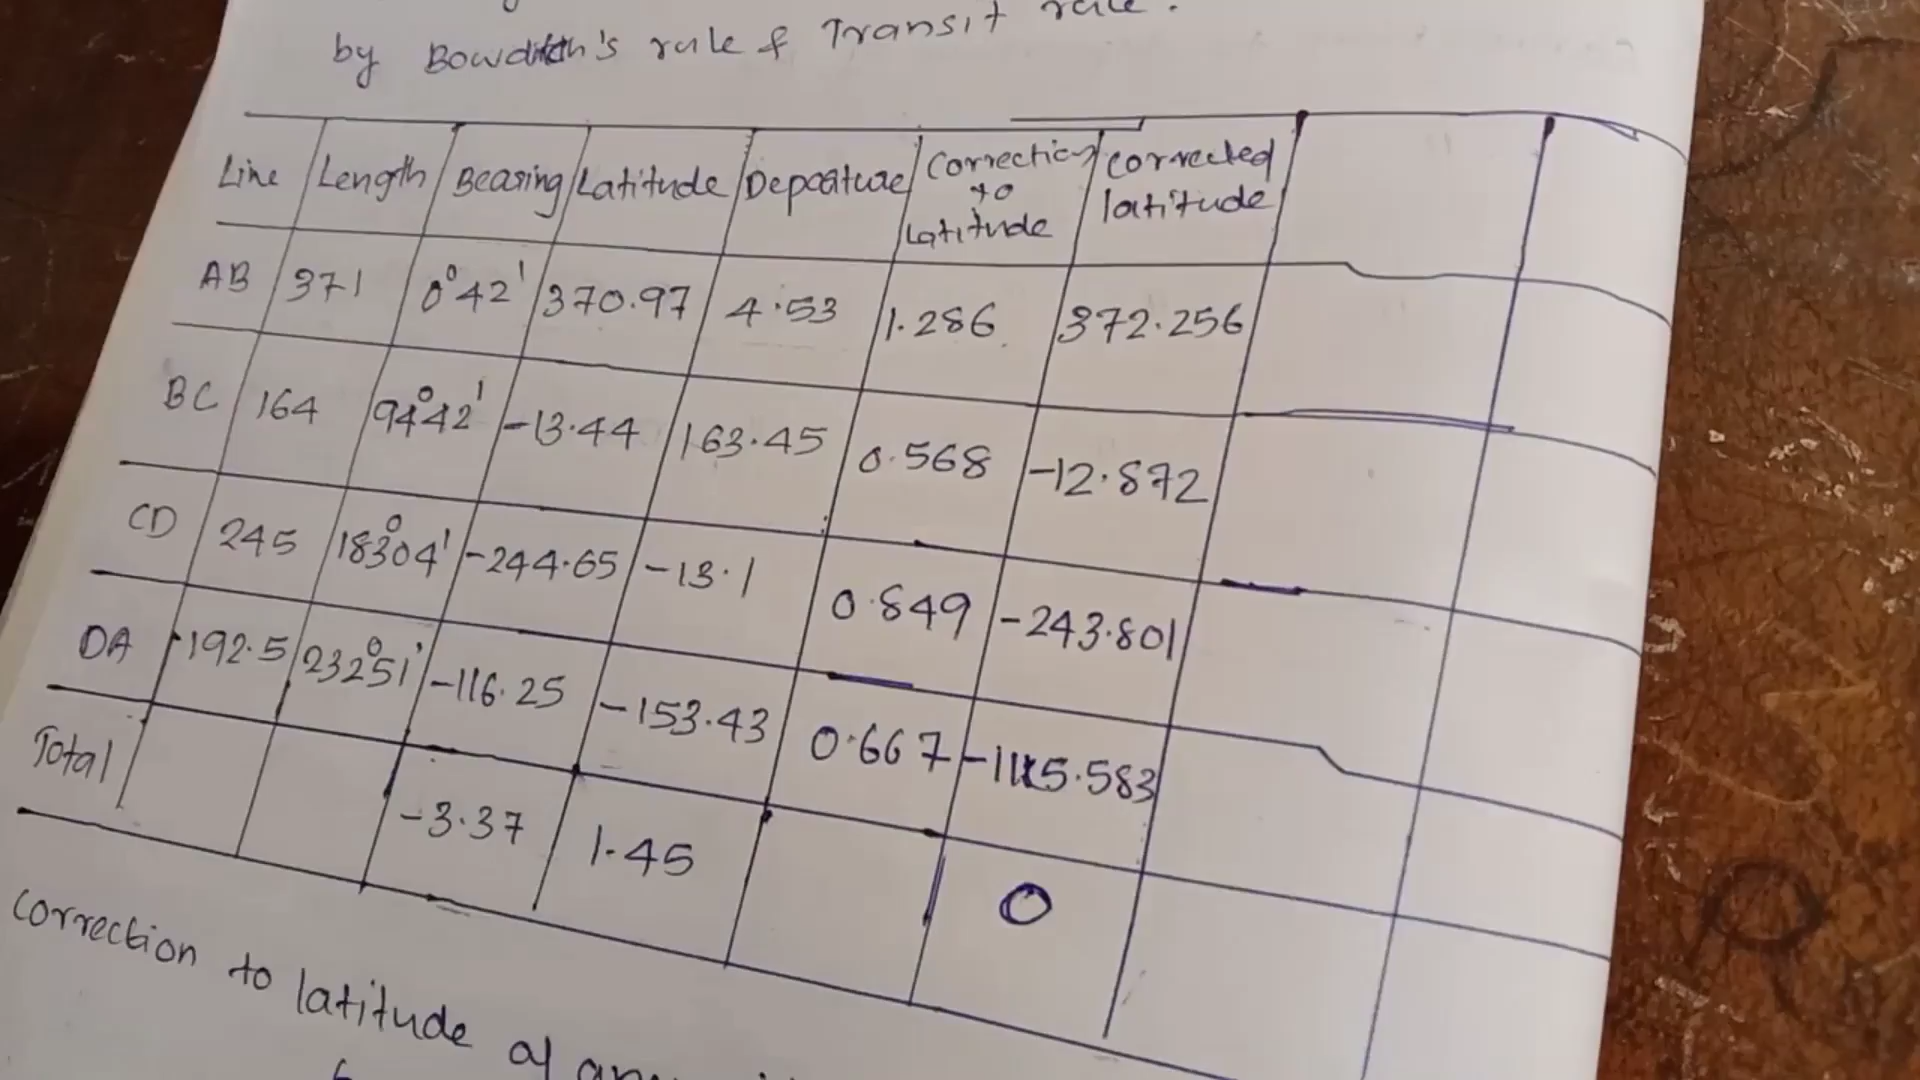 by Bowditch's rule & Transit rule.
Line Length Bearing Latitude Depoature Correction to Latitude corrected latitude
AB 371 0°42' 370.97 4.53 1.286 372.256
BC 164 94°42' -13.44 163.45 0.568 -12.872
CD 245 183°04' -244.65 -13.1 0.849 -243.801
DA 192.5 232°51' -116.25 -153.43 0.667 -115.583
Total -3.37 1.45 0
correction to latitude of any